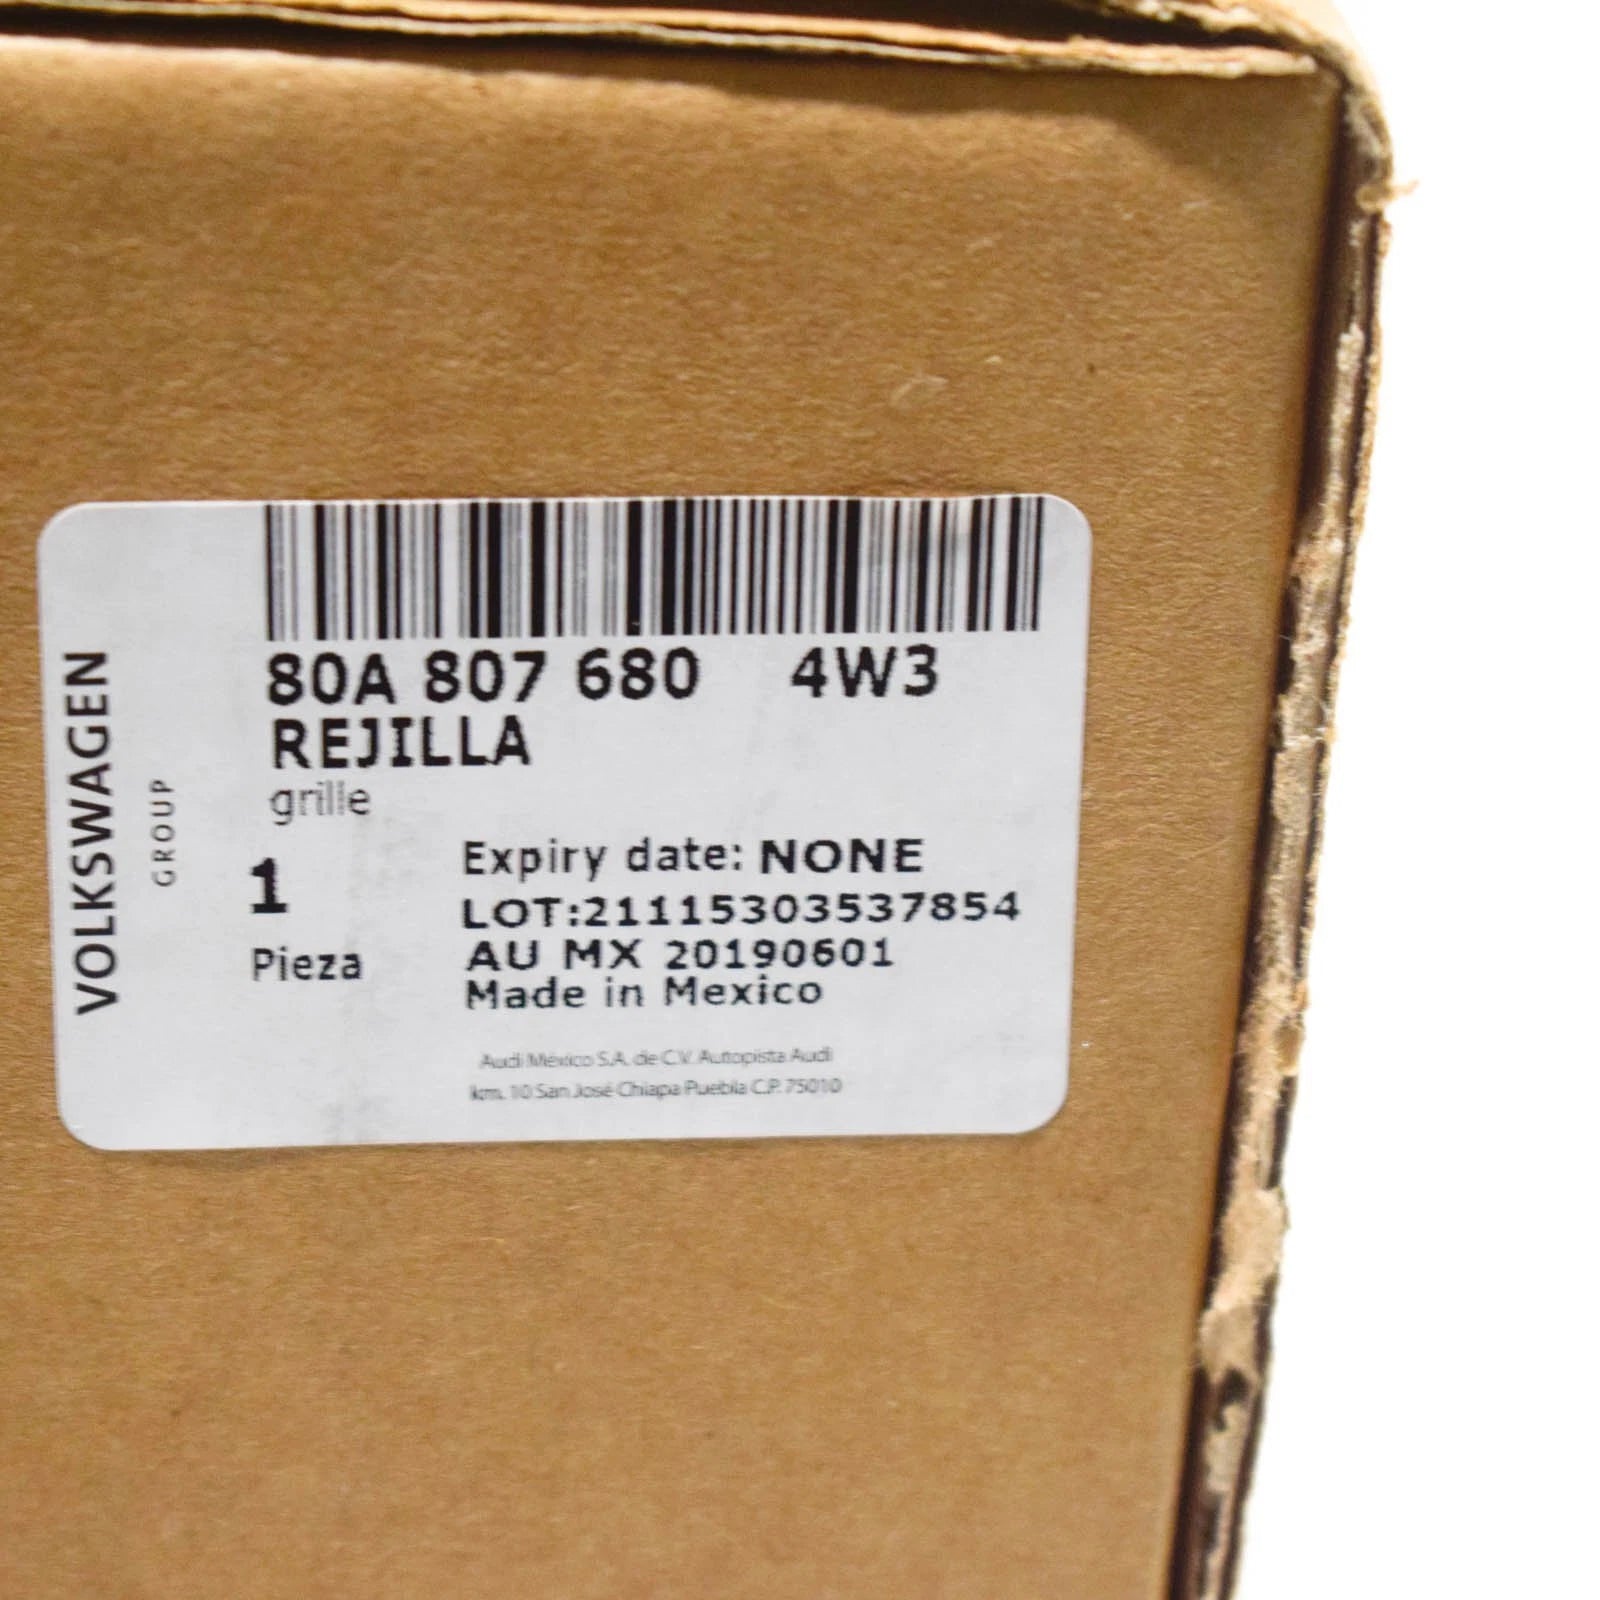 VOLKSWAGEN
GROUP
80A 807 680 4W3
REJILLA
grille
1
Pieza
Expiry date: NONE
LOT:21115303537854
AU MX 20190601
Made in Mexico
Audi México S.A. de C.V. Autopista Audi
km. 10 San José Chiapa Puebla C.P. 75010